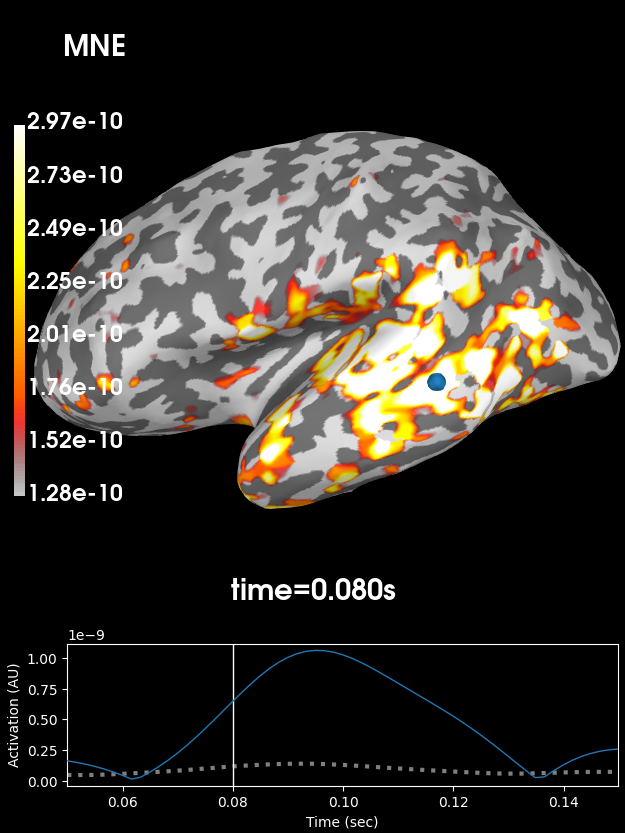 MNE
2.97e-10
2.73e-10
2.49e-10
2.25e-10
2.01e-10
1.76e-10
1.52e-10
1.28e-10
time=0.080s
1e−9
1.00
0.75
0.50
0.25
0.00
Activation (AU)
0.06 0.08 0.10 0.12 0.14
Time (sec)